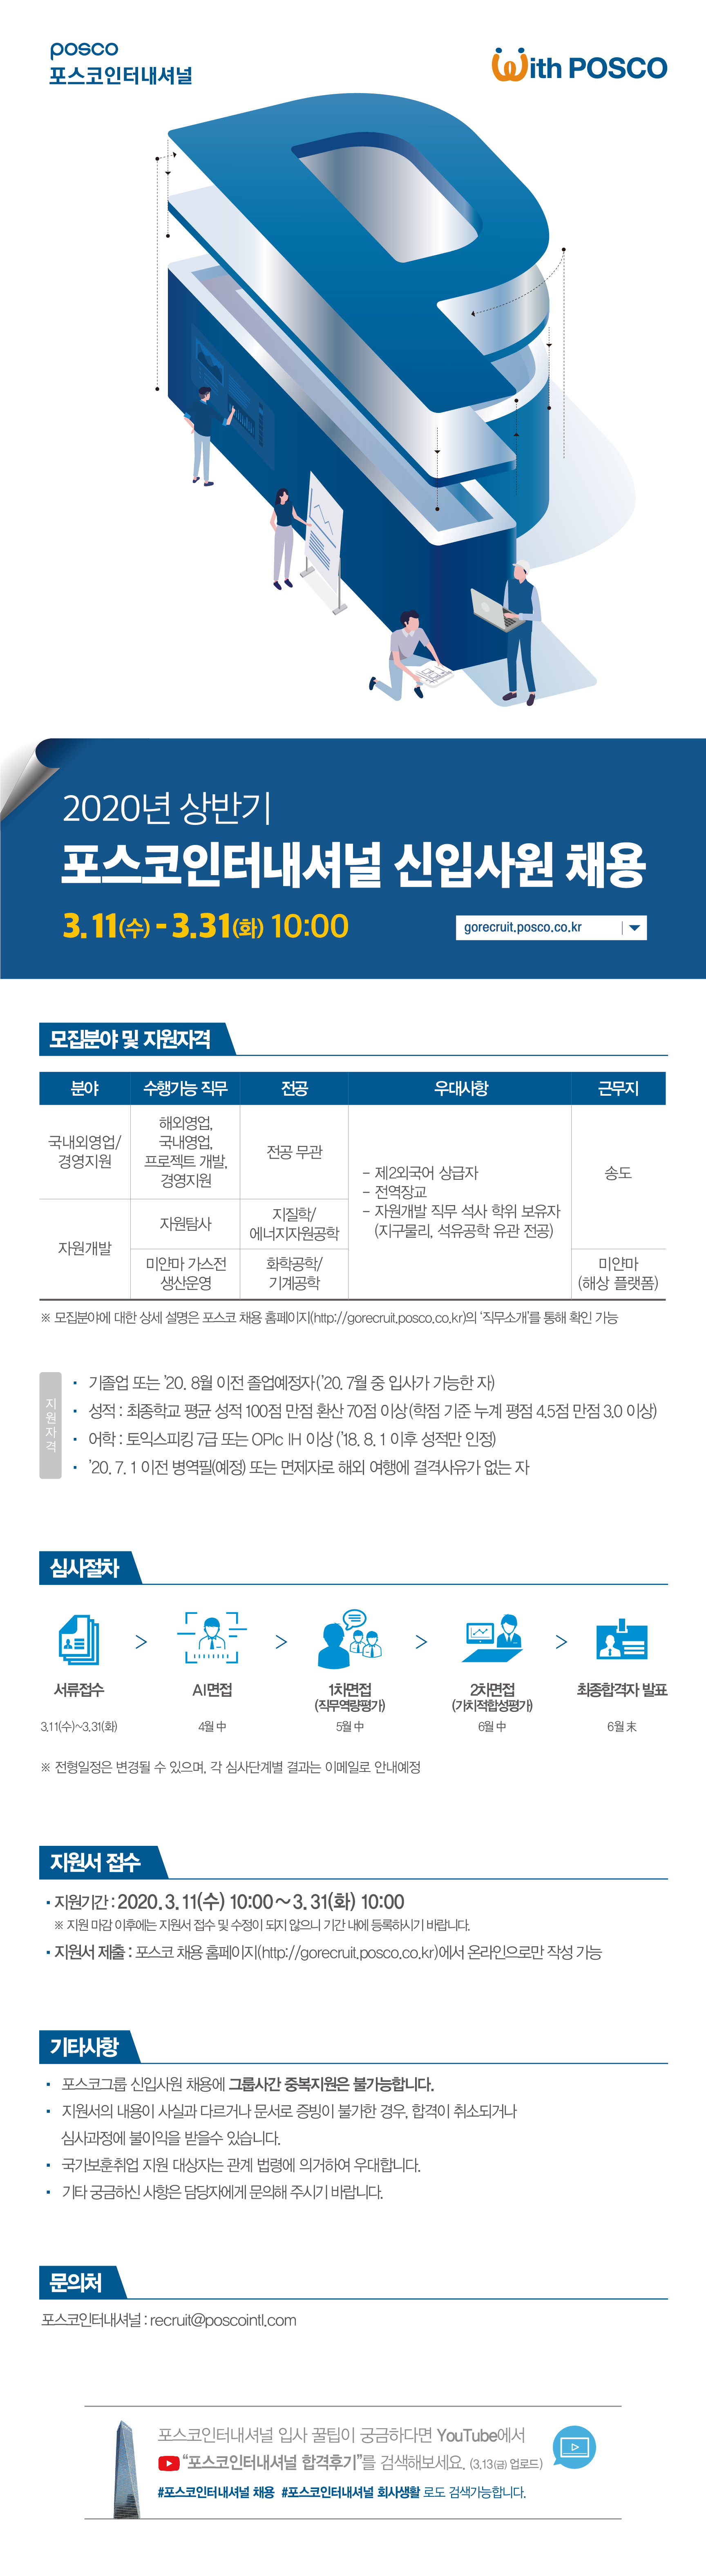 posco
포스코인터내셔널
With POSCO
2020년 상반기
포스코인터내셔널 신입사원 채용
3. 11(수) - 3. 31(화) 10:00
gorecruit.posco.co.kr
모집분야 및 지원자격
분야 수행가능 직무 전공 우대사항 근무지
국내외영업/
경영지원
해외영업,
국내영업,
프로젝트 개발,
경영지원
전공 무관
- 제2외국어 상급자
- 전역장교
- 자원개발 직무 석사 학위 보유자
(지구물리, 석유공학 유관 전공)
송도
자원개발
자원탐사
지질학/
에너지자원공학
미얀마 가스전
생산운영
화학공학/
기계공학
미얀마
(해상 플랫폼)
※ 모집분야에 대한 상세 설명은 포스코 채용 홈페이지(http://gorecruit.posco.co.kr)의 '직무소개'를 통해 확인 가능
지원자격
• 기졸업 또는 '20. 8월 이전 졸업예정자 ('20. 7월 중 입사가 가능한 자)
• 성적 : 최종학교 평균 성적 100점 만점 환산 70점 이상 (학점 기준 누계 평점 4.5점 만점 3.0 이상)
• 어학 : 토익스피킹 7급 또는 OPIc IH 이상 ('18. 8. 1 이후 성적만 인정)
• '20. 7. 1 이전 병역필(예정) 또는 면제자로 해외 여행에 결격사유가 없는 자
심사절차
서류접수 > AI면접 > 1차면접 > 2차면접 > 최종합격자 발표
(직무역량평가) (가치적합성평가)
3.11(수)~3.31(화) 4월 中 5월 中 6월 中 6월 末
※ 전형일정은 변경될 수 있으며, 각 심사단계별 결과는 이메일로 안내예정
지원서 접수
• 지원기간 : 2020. 3. 11(수) 10:00 ~ 3. 31(화) 10:00
※ 지원 마감 이후에는 지원서 접수 및 수정이 되지 않으니 기간 내에 등록하시기 바랍니다.
• 지원서 제출 : 포스코 채용 홈페이지(http://gorecruit.posco.co.kr)에서 온라인으로만 작성 가능
기타사항
• 포스코그룹 신입사원 채용에 그룹사간 중복지원은 불가능합니다.
• 지원서의 내용이 사실과 다르거나 문서로 증빙이 불가한 경우, 합격이 취소되거나
심사과정에 불이익을 받을수 있습니다.
• 국가보훈취업 지원 대상자는 관계 법령에 의거하여 우대합니다.
• 기타 궁금하신 사항은 담당자에게 문의해 주시기 바랍니다.
문의처
포스코인터내셔널 : recruit@poscointl.com
포스코인터내셔널 입사 꿀팁이 궁금하다면 YouTube에서
"포스코인터내셔널 합격후기"를 검색해보세요. (3.13(금) 업로드)
#포스코인터내셔널 채용 #포스코인터내셔널 회사생활 로도 검색가능합니다.